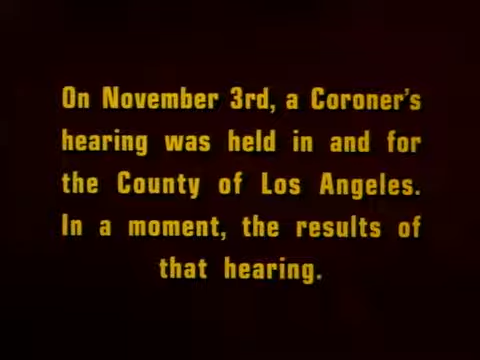 On November 3rd, a Coroner's
hearing was held in and for
the County of Los Angeles.
In a moment, the results of
that hearing.